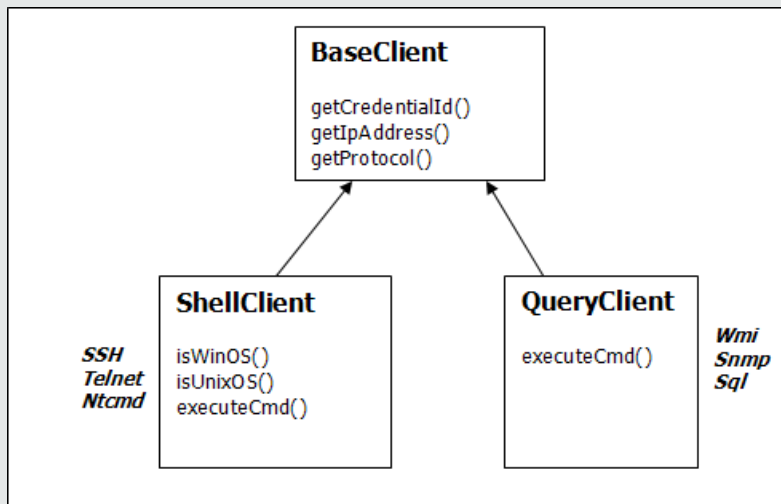 BaseClient
getCredentialId()
getIpAddress()
getProtocol()
SSH
Telnet
Ntcmd
ShellClient
isWinOS()
isUnixOS()
executeCmd()
QueryClient
executeCmd()
Wmi
Snmp
Sql